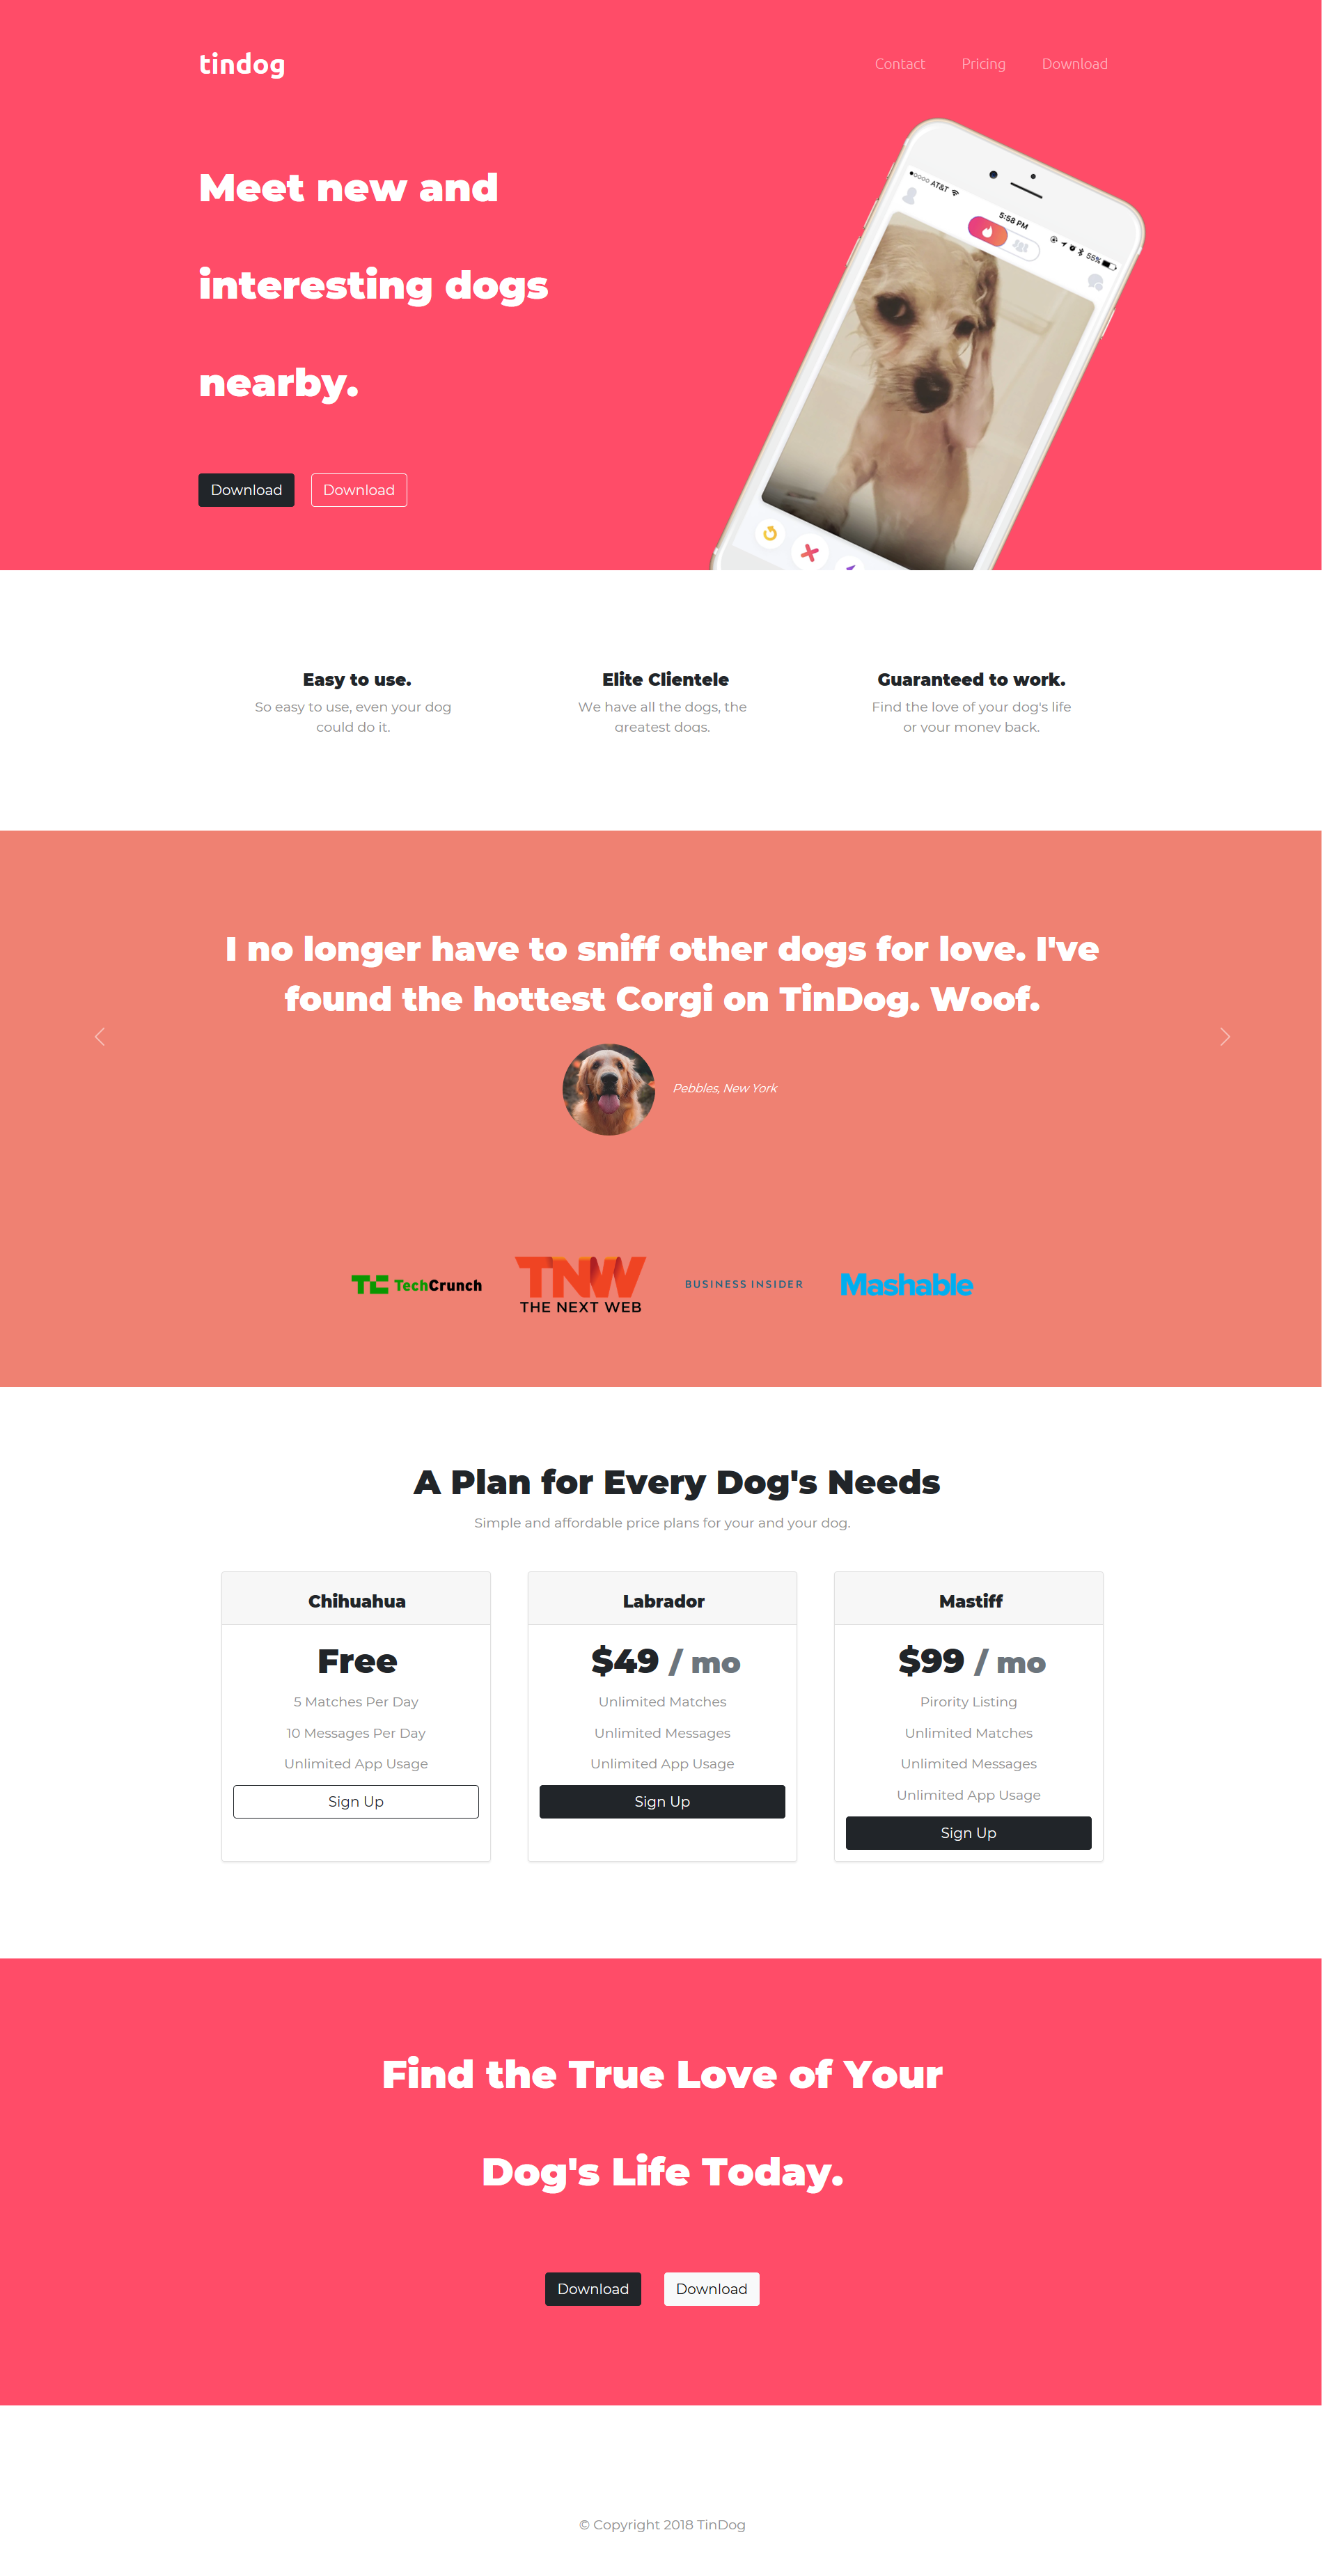 tindog
Contact Pricing Download
Meet new and
interesting dogs
nearby.
AT&T
5:58 PM
55%
Download Download
Easy to use.
So easy to use, even your dog
could do it.
Elite Clientele
We have all the dogs, the
greatest dogs.
Guaranteed to work.
Find the love of your dog's life
or your money back.
I no longer have to sniff other dogs for love. I've
found the hottest Corgi on TinDog. Woof.
Pebbles, New York
TC TechCrunch
TNW
THE NEXT WEB
BUSINESS INSIDER
Mashable
A Plan for Every Dog's Needs
Simple and affordable price plans for your and your dog.
Chihuahua
Free
5 Matches Per Day
10 Messages Per Day
Unlimited App Usage
Sign Up
Labrador
$49 / mo
Unlimited Matches
Unlimited Messages
Unlimited App Usage
Sign Up
Mastiff
$99 / mo
Pirority Listing
Unlimited Matches
Unlimited Messages
Unlimited App Usage
Sign Up
Find the True Love of Your
Dog's Life Today.
Download Download
© Copyright 2018 TinDog